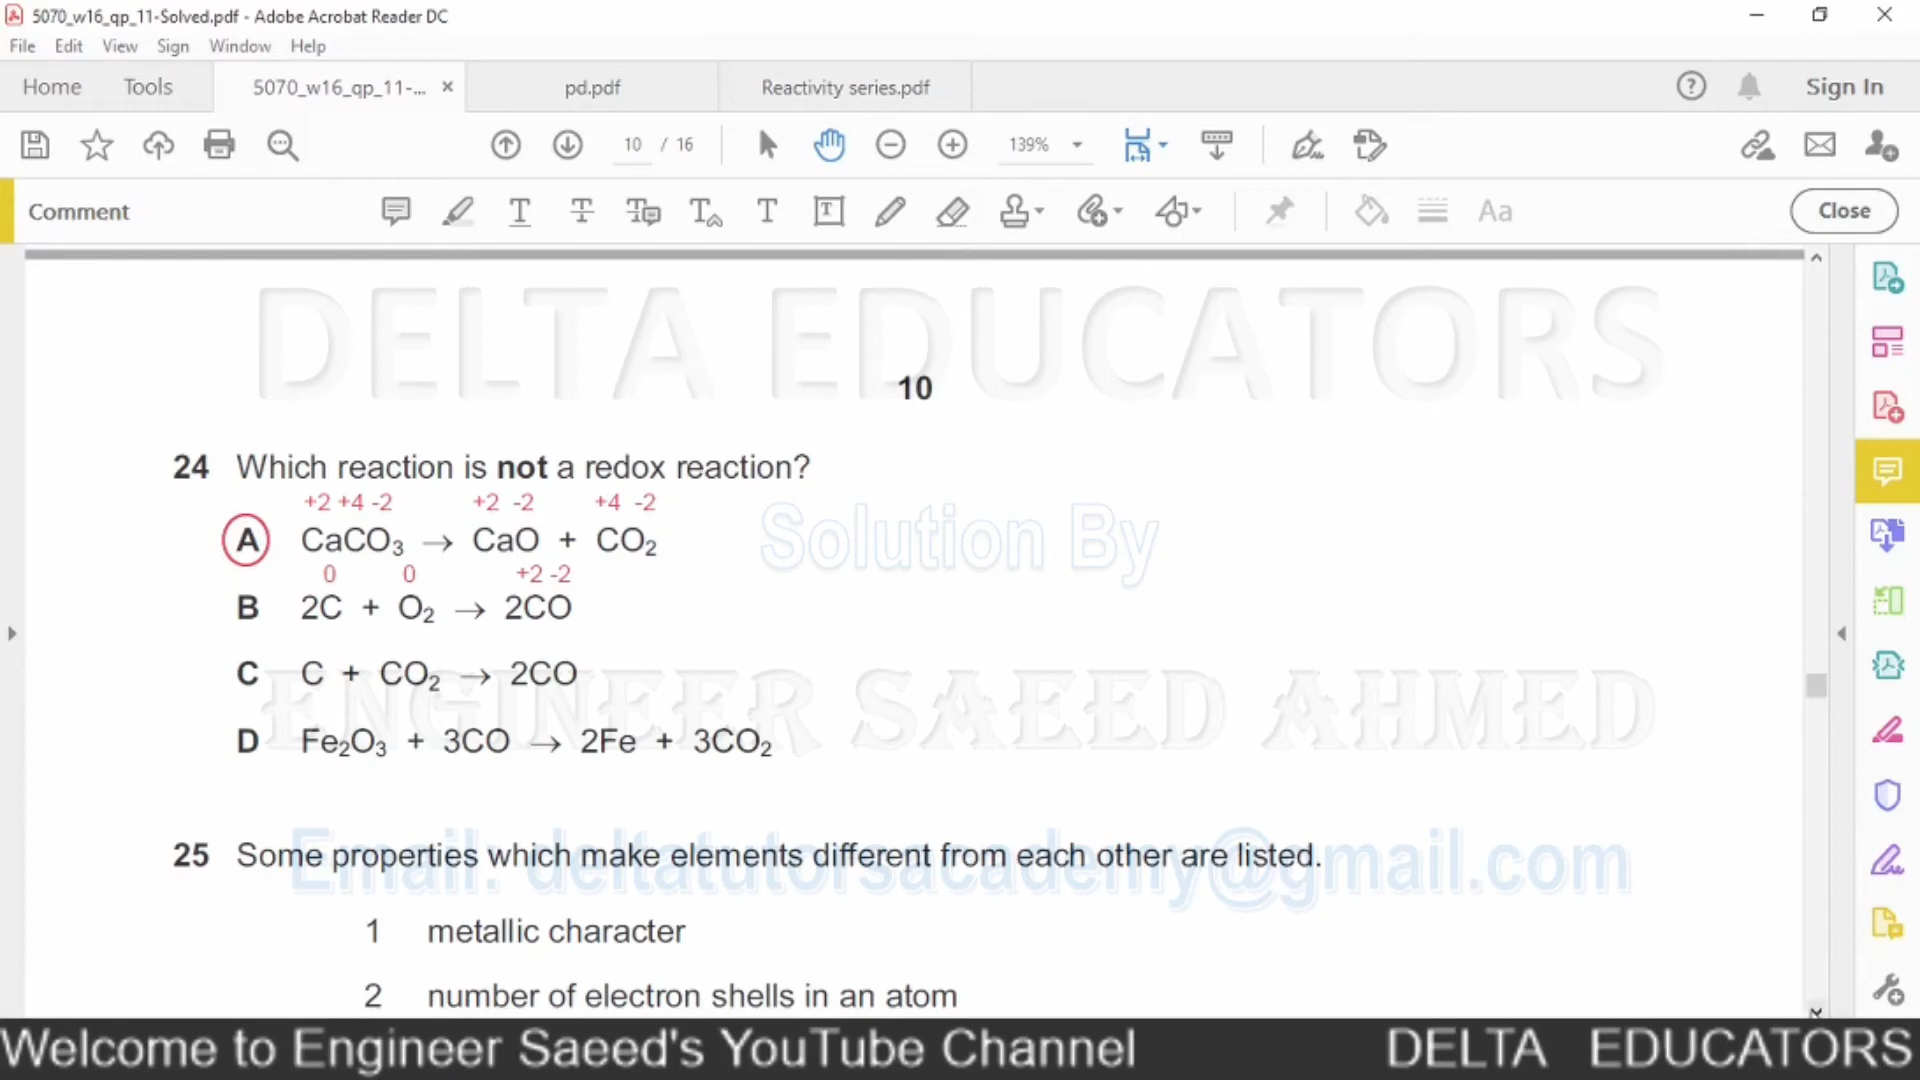 5070_w16_qp_11-Solved.pdf - Adobe Acrobat Reader DC
File Edit View Sign Window Help
Home Tools 5070_w16_qp_11-... × pd.pdf Reactivity series.pdf Sign In
10 / 16 139%
Comment Aa Close
DELTA EDUCATORS
10
24 Which reaction is not a redox reaction?
+2 +4 -2 +2 -2 +4 -2
A CaCO₃ → CaO + CO₂
0 0 +2 -2
B 2C + O₂ → 2CO
C C + CO₂ → 2CO
D Fe₂O₃ + 3CO → 2Fe + 3CO₂
Solution By
ENGINEER SAEED AHMED
Email: deltatutorsacademy@gmail.com
25 Some properties which make elements different from each other are listed.
1 metallic character
2 number of electron shells in an atom
Welcome to Engineer Saeed's YouTube Channel DELTA EDUCATORS